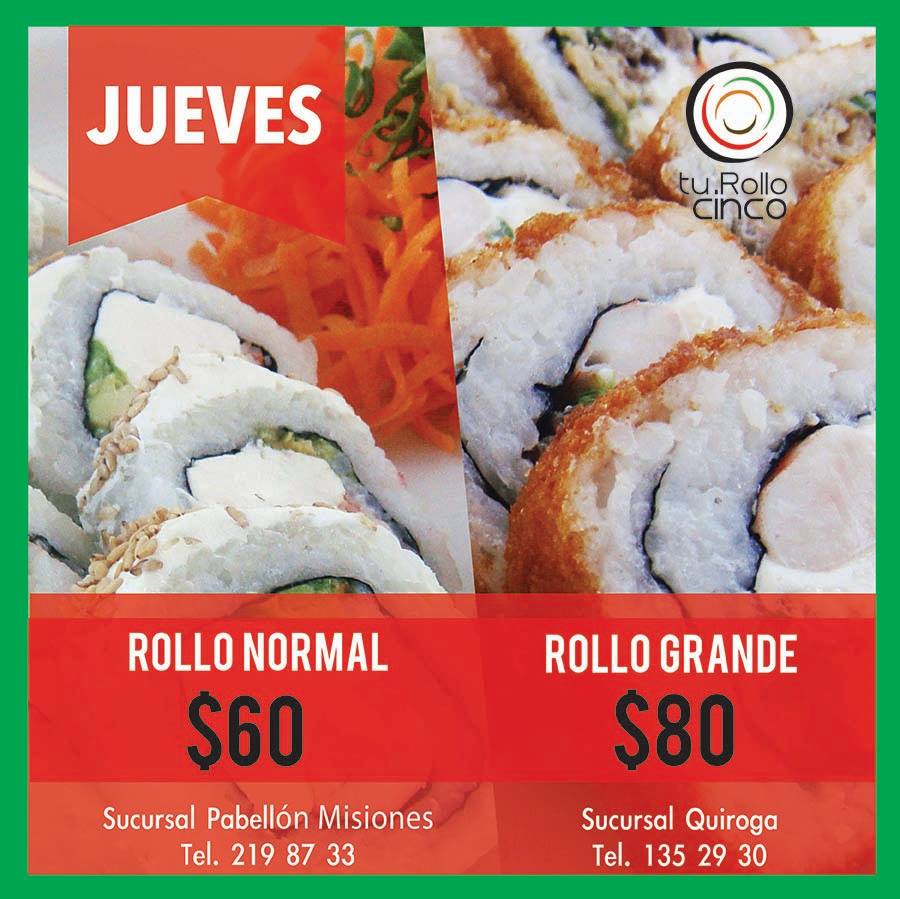 JUEVES
tu.Rollo
cinco
ROLLO NORMAL
$60
Sucursal Pabellón Misiones
Tel. 219 87 33
ROLLO GRANDE
$80
Sucursal Quiroga
Tel. 135 29 30